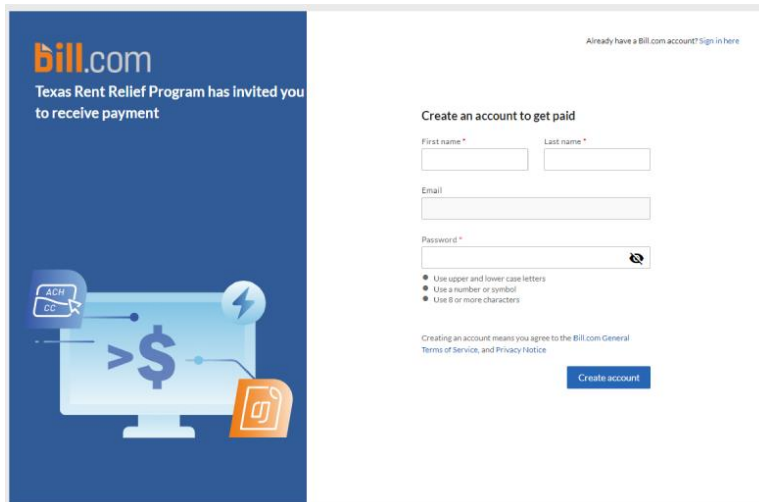 Already have a Bill.com account? Sign in here
bill.com
Texas Rent Relief Program has invited you
to receive payment
Create an account to get paid
First name *
Last name *
Email
Password *
Use upper and lower case letters
Use a number or symbol
Use 8 or more characters
Creating an account means you agree to the Bill.com General
Terms of Service, and Privacy Notice
Create account
ACH
CC
>$